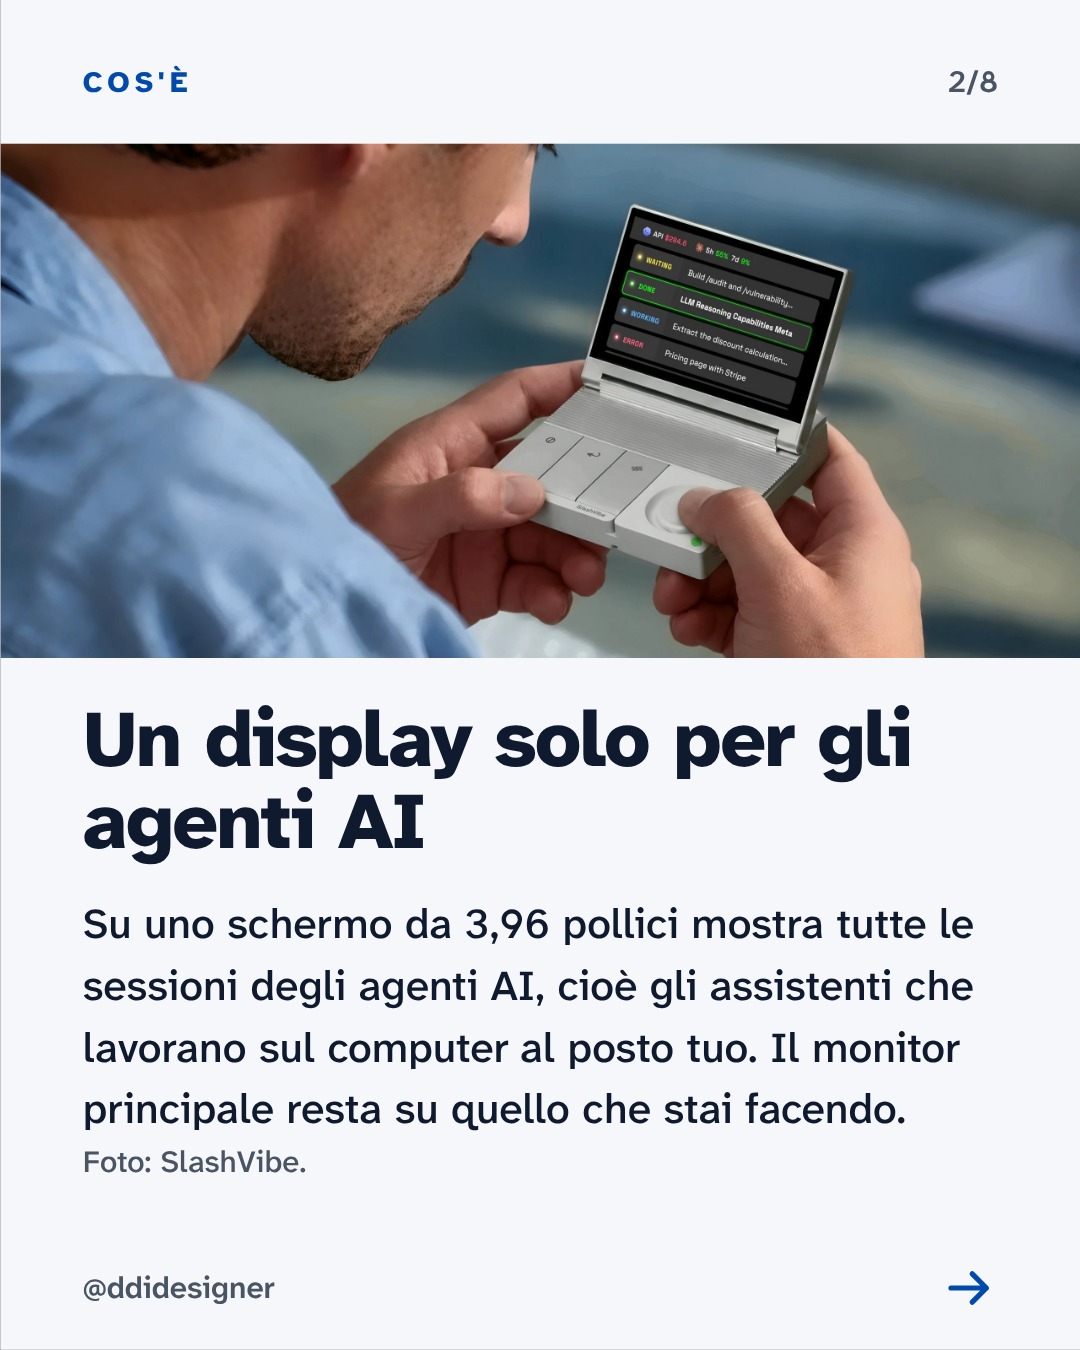 COS'È
2/8
API $294.6 5h 55% 7d 9%
WAITING Build /audit and /vulnerability...
DONE LLM Reasoning Capabilities Meta
WORKING Extract the discount calculation...
ERROR Pricing page with Stripe
SlashVibe
Un display solo per gli
agenti AI
Su uno schermo da 3,96 pollici mostra tutte le
sessioni degli agenti AI, cioè gli assistenti che
lavorano sul computer al posto tuo. Il monitor
principale resta su quello che stai facendo.
Foto: SlashVibe.
@ddidesigner